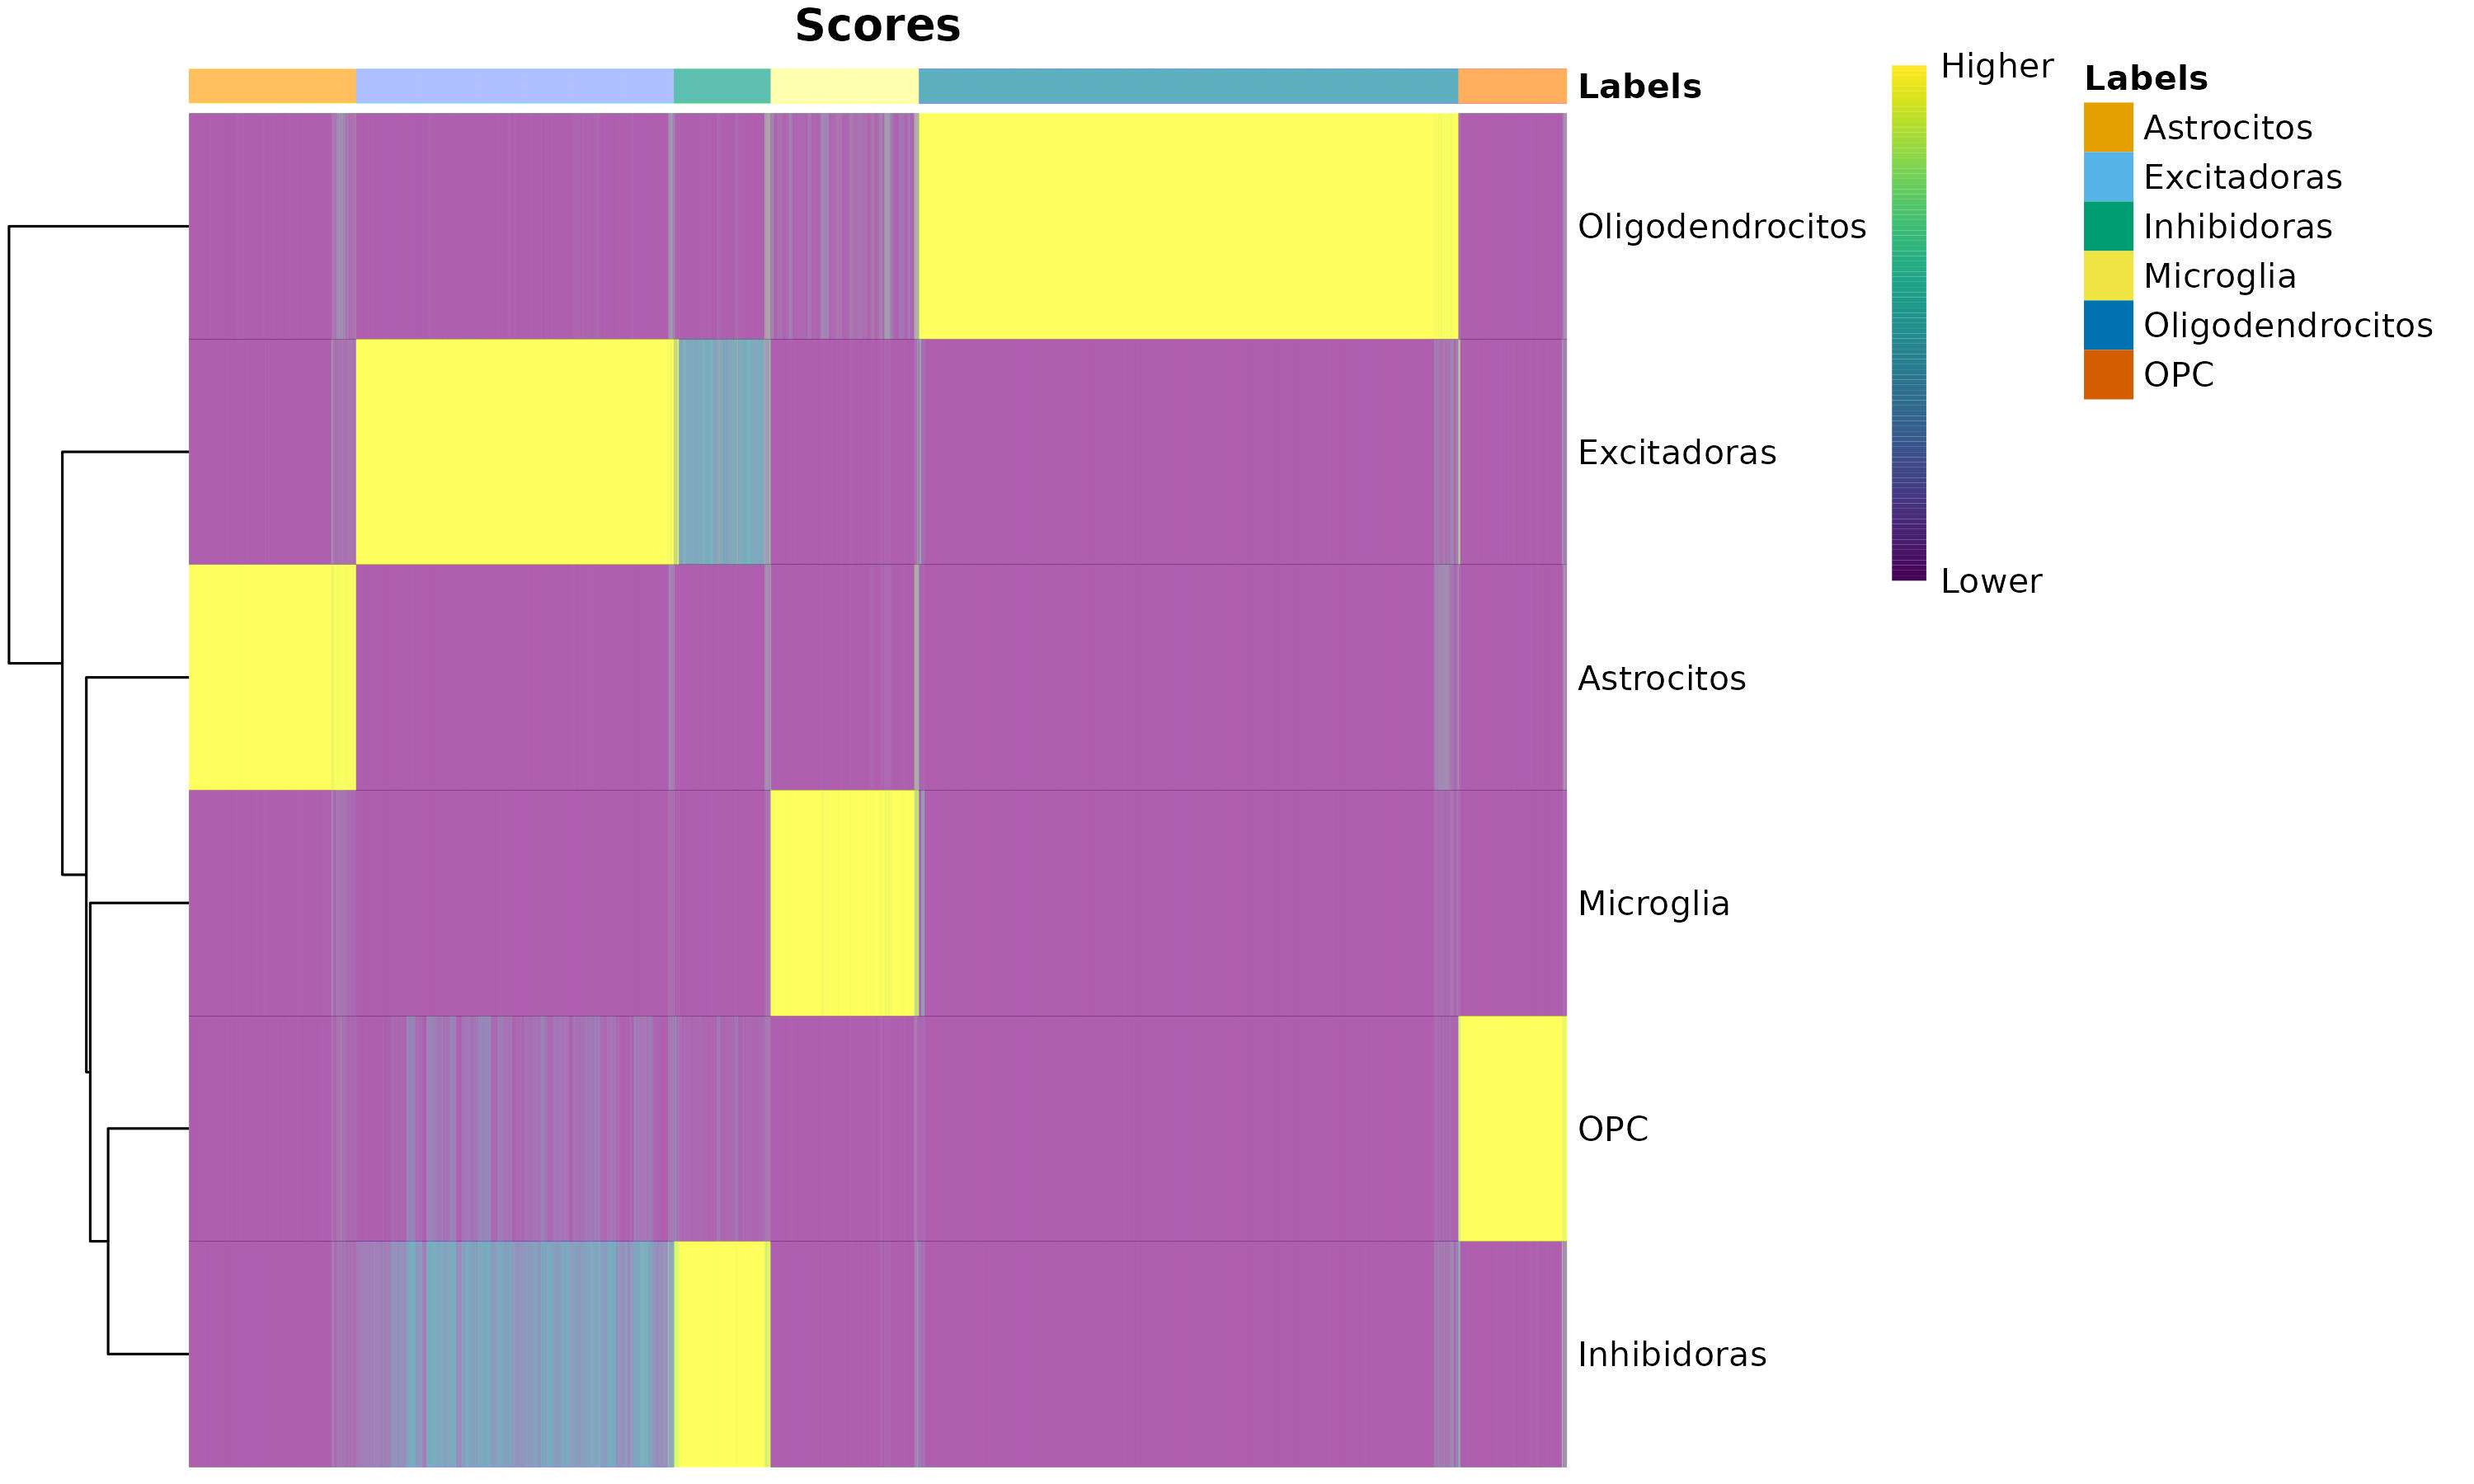 Scores
Labels
Oligodendrocitos
Excitadoras
Astrocitos
Microglia
OPC
Inhibidoras
Higher
Lower
Labels
Astrocitos
Excitadoras
Inhibidoras
Microglia
Oligodendrocitos
OPC